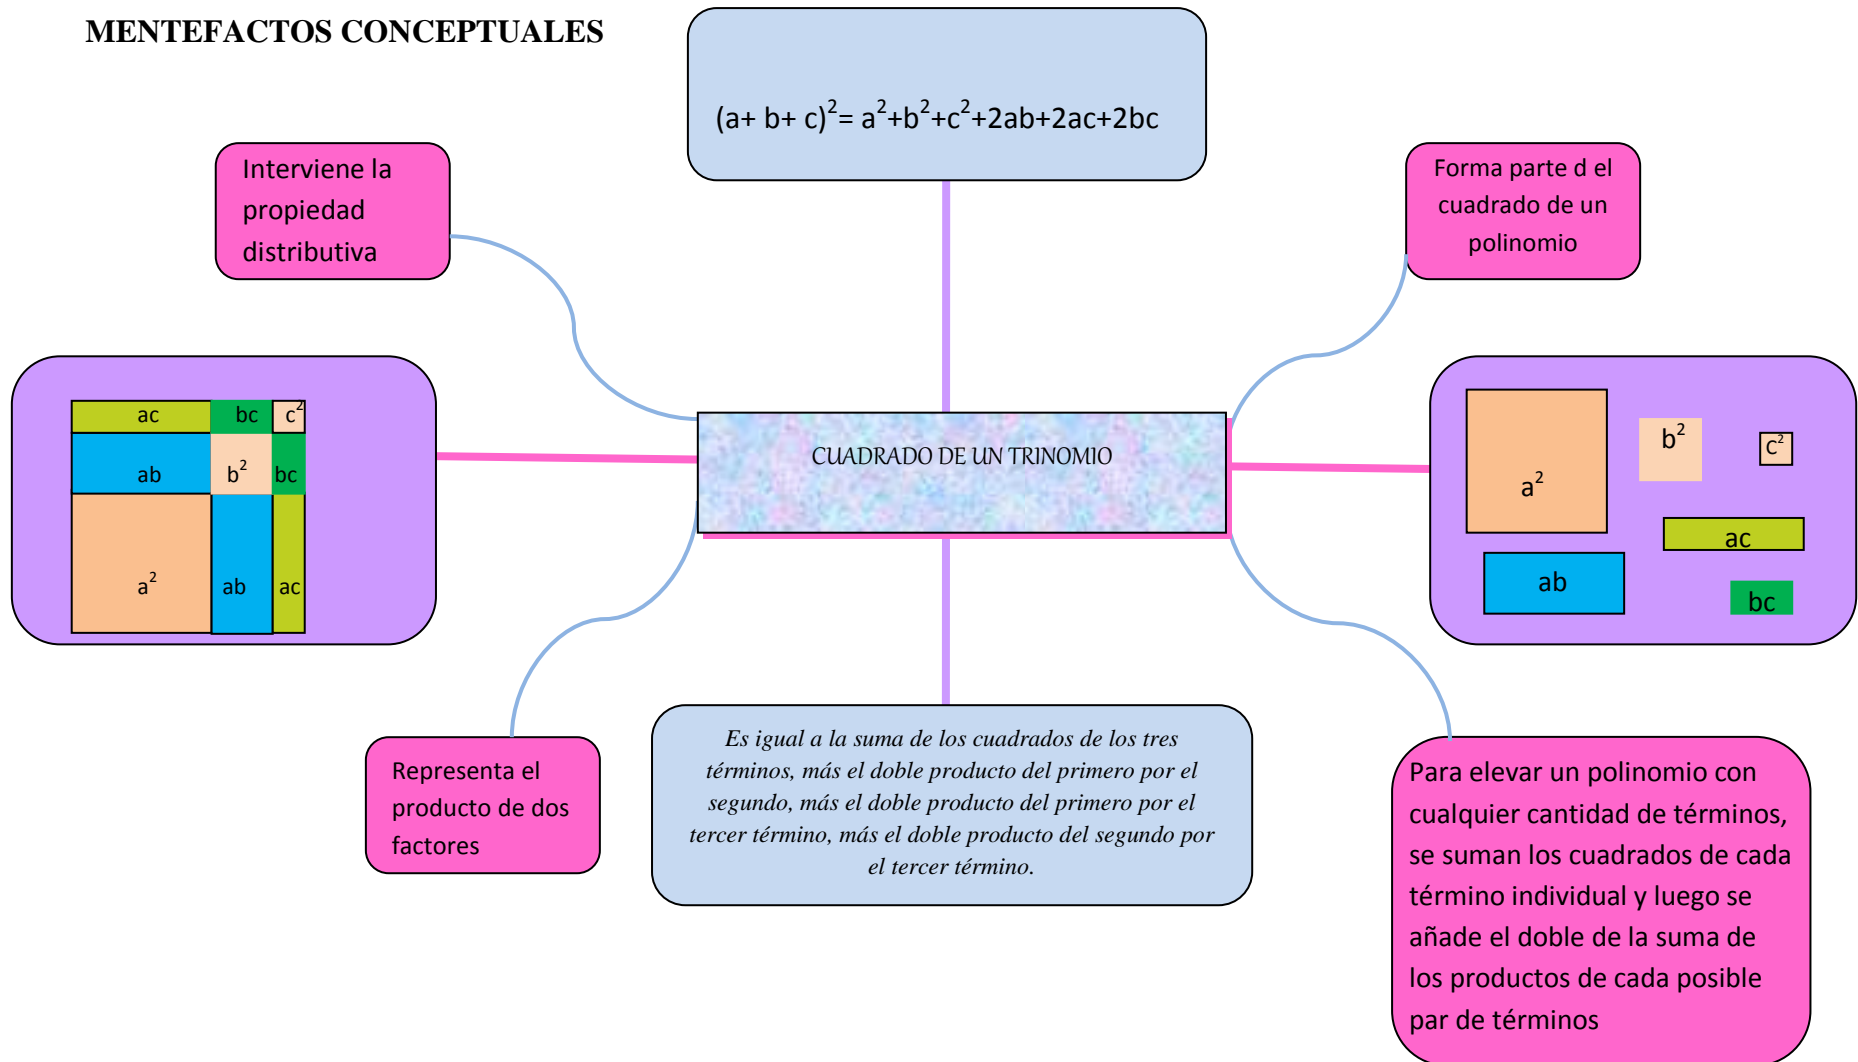 MENTEFACTOS CONCEPTUALES
(a+ b+ c)²= a²+b²+c²+2ab+2ac+2bc
Interviene la
propiedad
distributiva
Forma parte d el
cuadrado de un
polinomio
ac bc c²
ab b² bc
a² ab ac
CUADRADO DE UN TRINOMIO
a²
b²
c²
ac
ab
bc
Representa el
producto de dos
factores
Es igual a la suma de los cuadrados de los tres
términos, más el doble producto del primero por el
segundo, más el doble producto del primero por el
tercer término, más el doble producto del segundo por
el tercer término.
Para elevar un polinomio con
cualquier cantidad de términos,
se suman los cuadrados de cada
término individual y luego se
añade el doble de la suma de
los productos de cada posible
par de términos